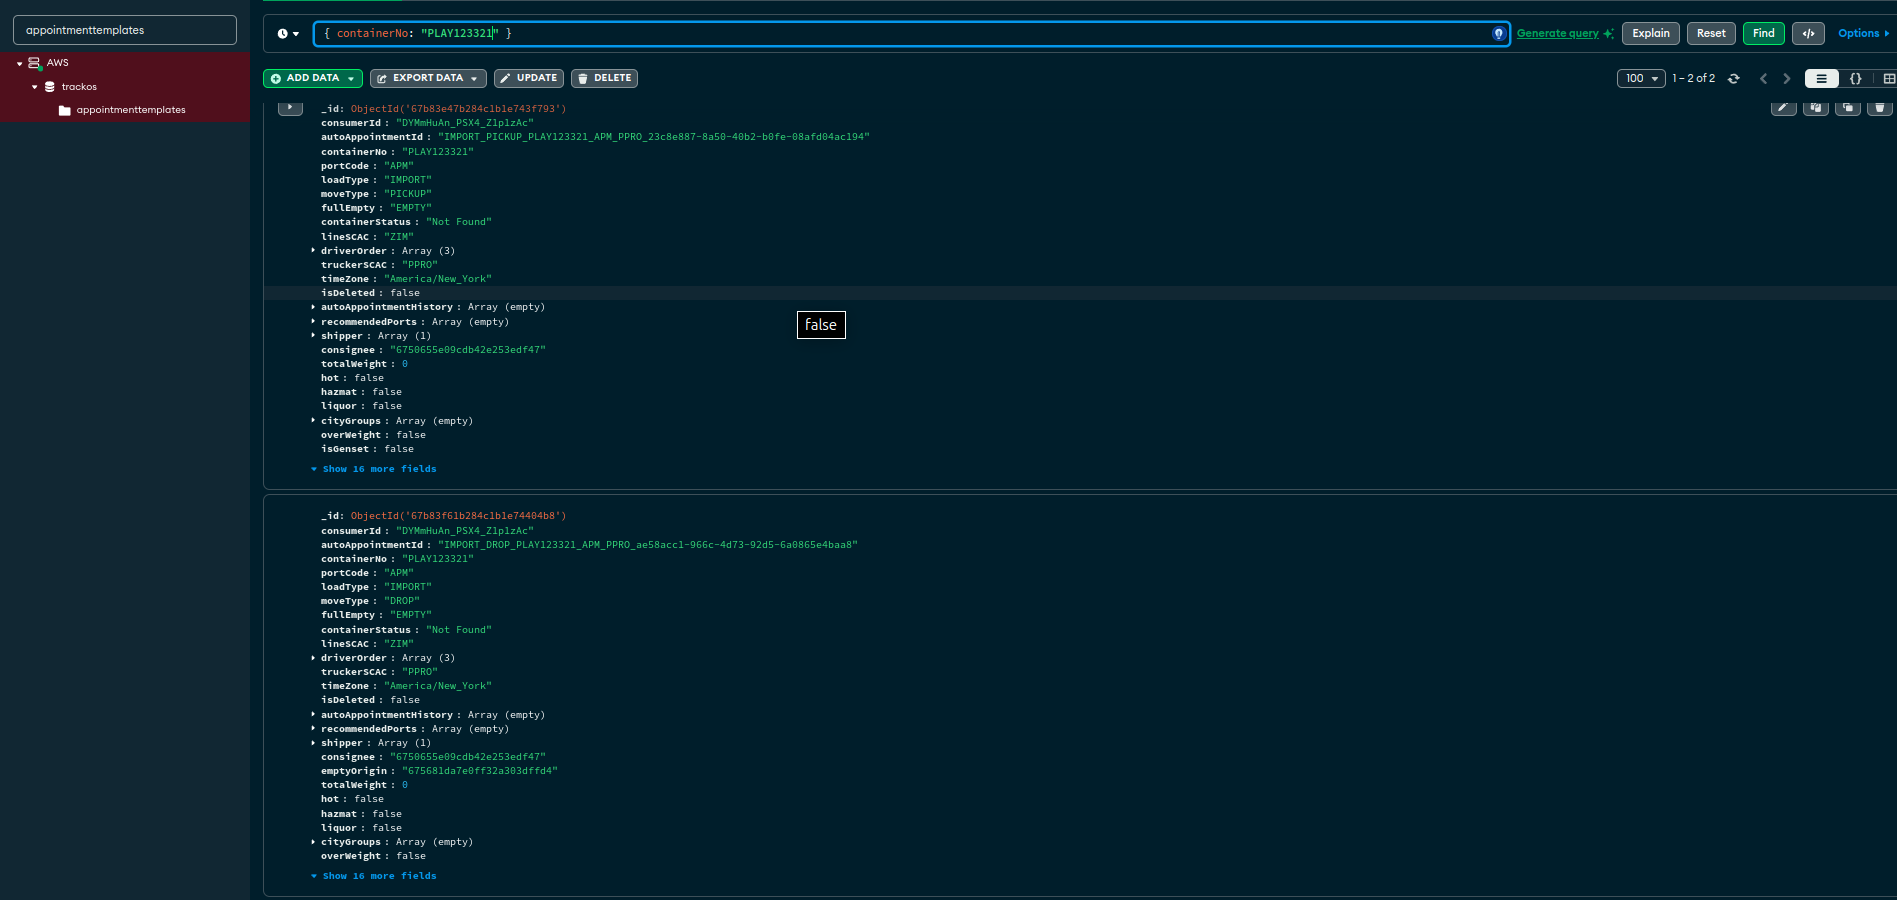 appointmenttemplates
AWS
trackos
appointmenttemplates
{ containerNo: "PLAY123321" }
Generate query
Explain
Reset
Find
</>
Options
ADD DATA
EXPORT DATA
UPDATE
DELETE
100
1 – 2 of 2
{}
_id: ObjectId('67b83e47b284c1b1e743f793')
consumerId : "DYMmHuAn_PSX4_Z1p1zAc"
autoAppointmentId : "IMPORT_PICKUP_PLAY123321_APM_PPRO_23c8e887-8a50-40b2-b0fe-08afd04ac194"
containerNo : "PLAY123321"
portCode : "APM"
loadType : "IMPORT"
moveType : "PICKUP"
fullEmpty : "EMPTY"
containerStatus : "Not Found"
lineSCAC : "ZIM"
driverOrder : Array (3)
truckerSCAC : "PPRO"
timeZone : "America/New_York"
isDeleted : false
autoAppointmentHistory : Array (empty)
recommendedPorts : Array (empty)
false
shipper : Array (1)
consignee : "6750655e09cdb42e253edf47"
totalWeight : 0
hot : false
hazmat : false
liquor : false
cityGroups : Array (empty)
overWeight : false
isGenset : false
Show 16 more fields
_id: ObjectId('67b83f61b284c1b1e74404b8')
consumerId : "DYMmHuAn_PSX4_Z1p1zAc"
autoAppointmentId : "IMPORT_DROP_PLAY123321_APM_PPRO_ae58acc1-966c-4d73-92d5-6a0865e4baa8"
containerNo : "PLAY123321"
portCode : "APM"
loadType : "IMPORT"
moveType : "DROP"
fullEmpty : "EMPTY"
containerStatus : "Not Found"
lineSCAC : "ZIM"
driverOrder : Array (3)
truckerSCAC : "PPRO"
timeZone : "America/New_York"
isDeleted : false
autoAppointmentHistory : Array (empty)
recommendedPorts : Array (empty)
shipper : Array (1)
consignee : "6750655e09cdb42e253edf47"
emptyOrigin : "675681da7e0ff32a303dffd4"
totalWeight : 0
hot : false
hazmat : false
liquor : false
cityGroups : Array (empty)
overWeight : false
Show 16 more fields